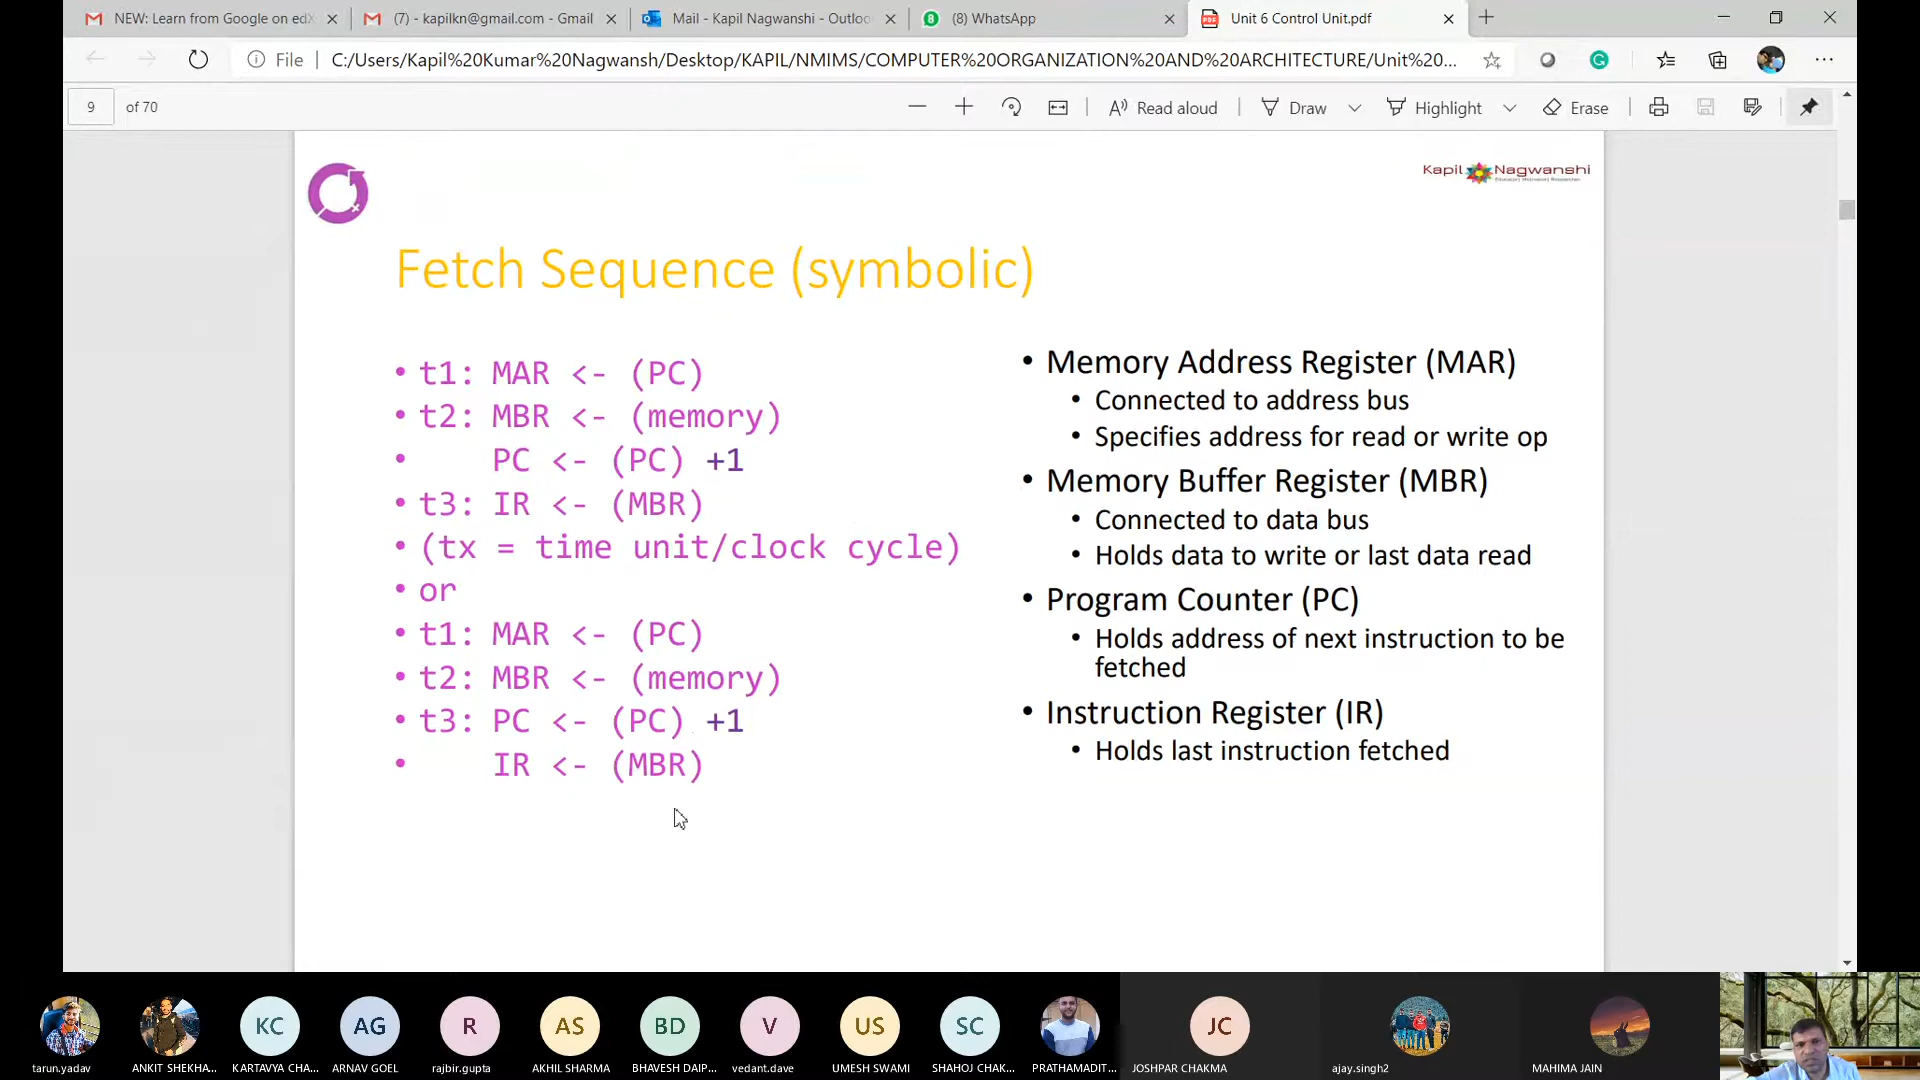 NEW: Learn from Google on edX
(7) - kapilkn@gmail.com - Gmail
Mail - Kapil Nagwanshi - Outloo
(8) WhatsApp
Unit 6 Control Unit.pdf
File
C:/Users/Kapil%20Kumar%20Nagwansh/Desktop/KAPIL/NMIMS/COMPUTER%20ORGANIZATION%20AND%20ARCHITECTURE/Unit%20...
9 of 70
Read aloud
Draw
Highlight
Erase
Kapil Nagwanshi
Fetch Sequence (symbolic)
• t1: MAR <- (PC)
• t2: MBR <- (memory)
• PC <- (PC) +1
• t3: IR <- (MBR)
• (tx = time unit/clock cycle)
• or
• t1: MAR <- (PC)
• t2: MBR <- (memory)
• t3: PC <- (PC) +1
• IR <- (MBR)
• Memory Address Register (MAR)
• Connected to address bus
• Specifies address for read or write op
• Memory Buffer Register (MBR)
• Connected to data bus
• Holds data to write or last data read
• Program Counter (PC)
• Holds address of next instruction to be
fetched
• Instruction Register (IR)
• Holds last instruction fetched
KC
AG
R
AS
BD
V
US
SC
JC
tarun.yadav
ANKIT SHEKHA...
KARTAVYA CHA...
ARNAV GOEL
rajbir.gupta
AKHIL SHARMA
BHAVESH DAIP...
vedant.dave
UMESH SWAMI
SHAHOJ CHAK...
PRATHAMADIT...
JOSHPAR CHAKMA
ajay.singh2
MAHIMA JAIN